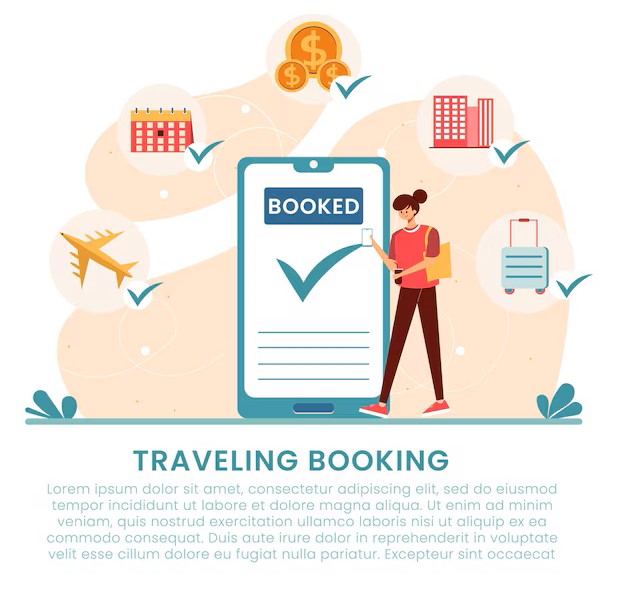 $
$
$
BOOKED
TRAVELING BOOKING
Lorem ipsum dolor sit amet, consectetur adipiscing elit, sed do eiusmod
tempor incididunt ut labore et dolore magna aliqua. Ut enim ad minim
veniam, quis nostrud exercitation ullamco laboris nisi ut aliquip ex ea
commodo consequat. Duis aute irure dolor in reprehenderit in voluptate
velit esse cillum dolore eu fugiat nulla pariatur. Excepteur sint occaecat